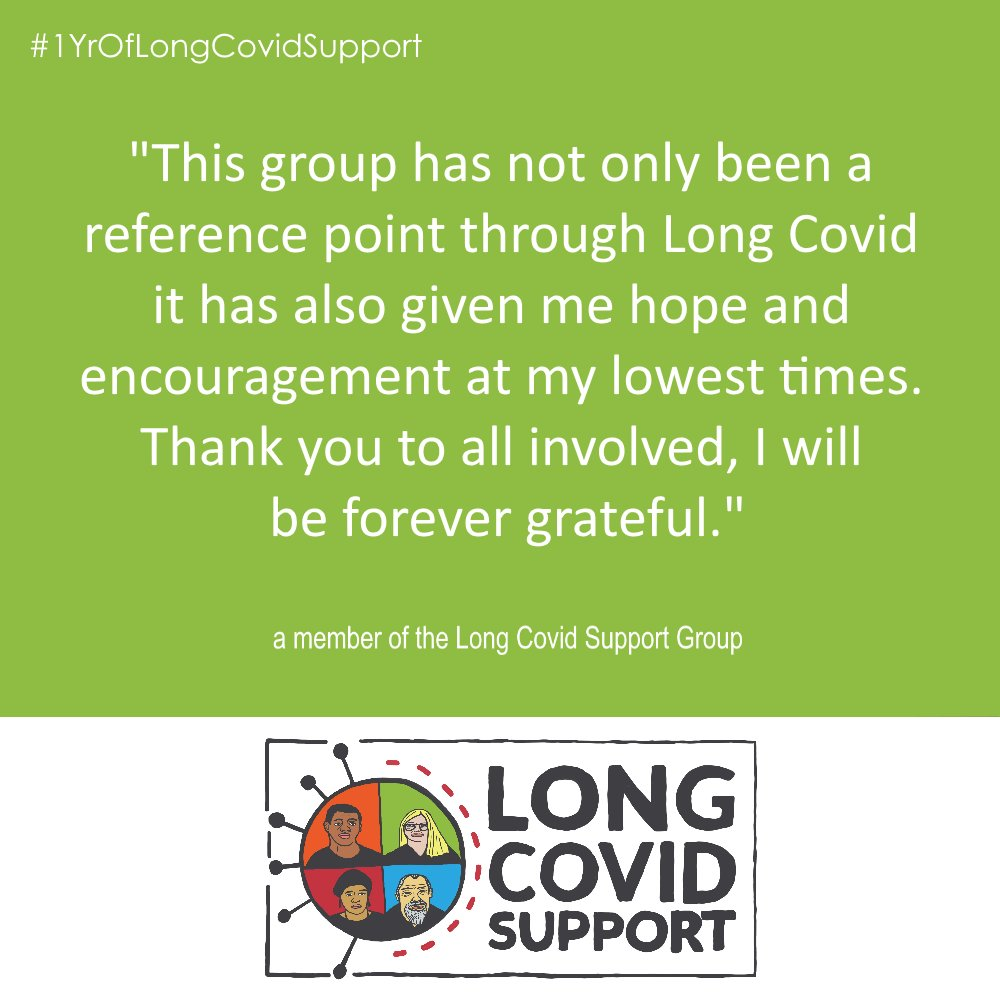 #1YrOfLongCovidSupport
"This group has not only been a
reference point through Long Covid
it has also given me hope and
encouragement at my lowest times.
Thank you to all involved, I will
be forever grateful."
a member of the Long Covid Support Group
LONG
COVID
SUPPORT